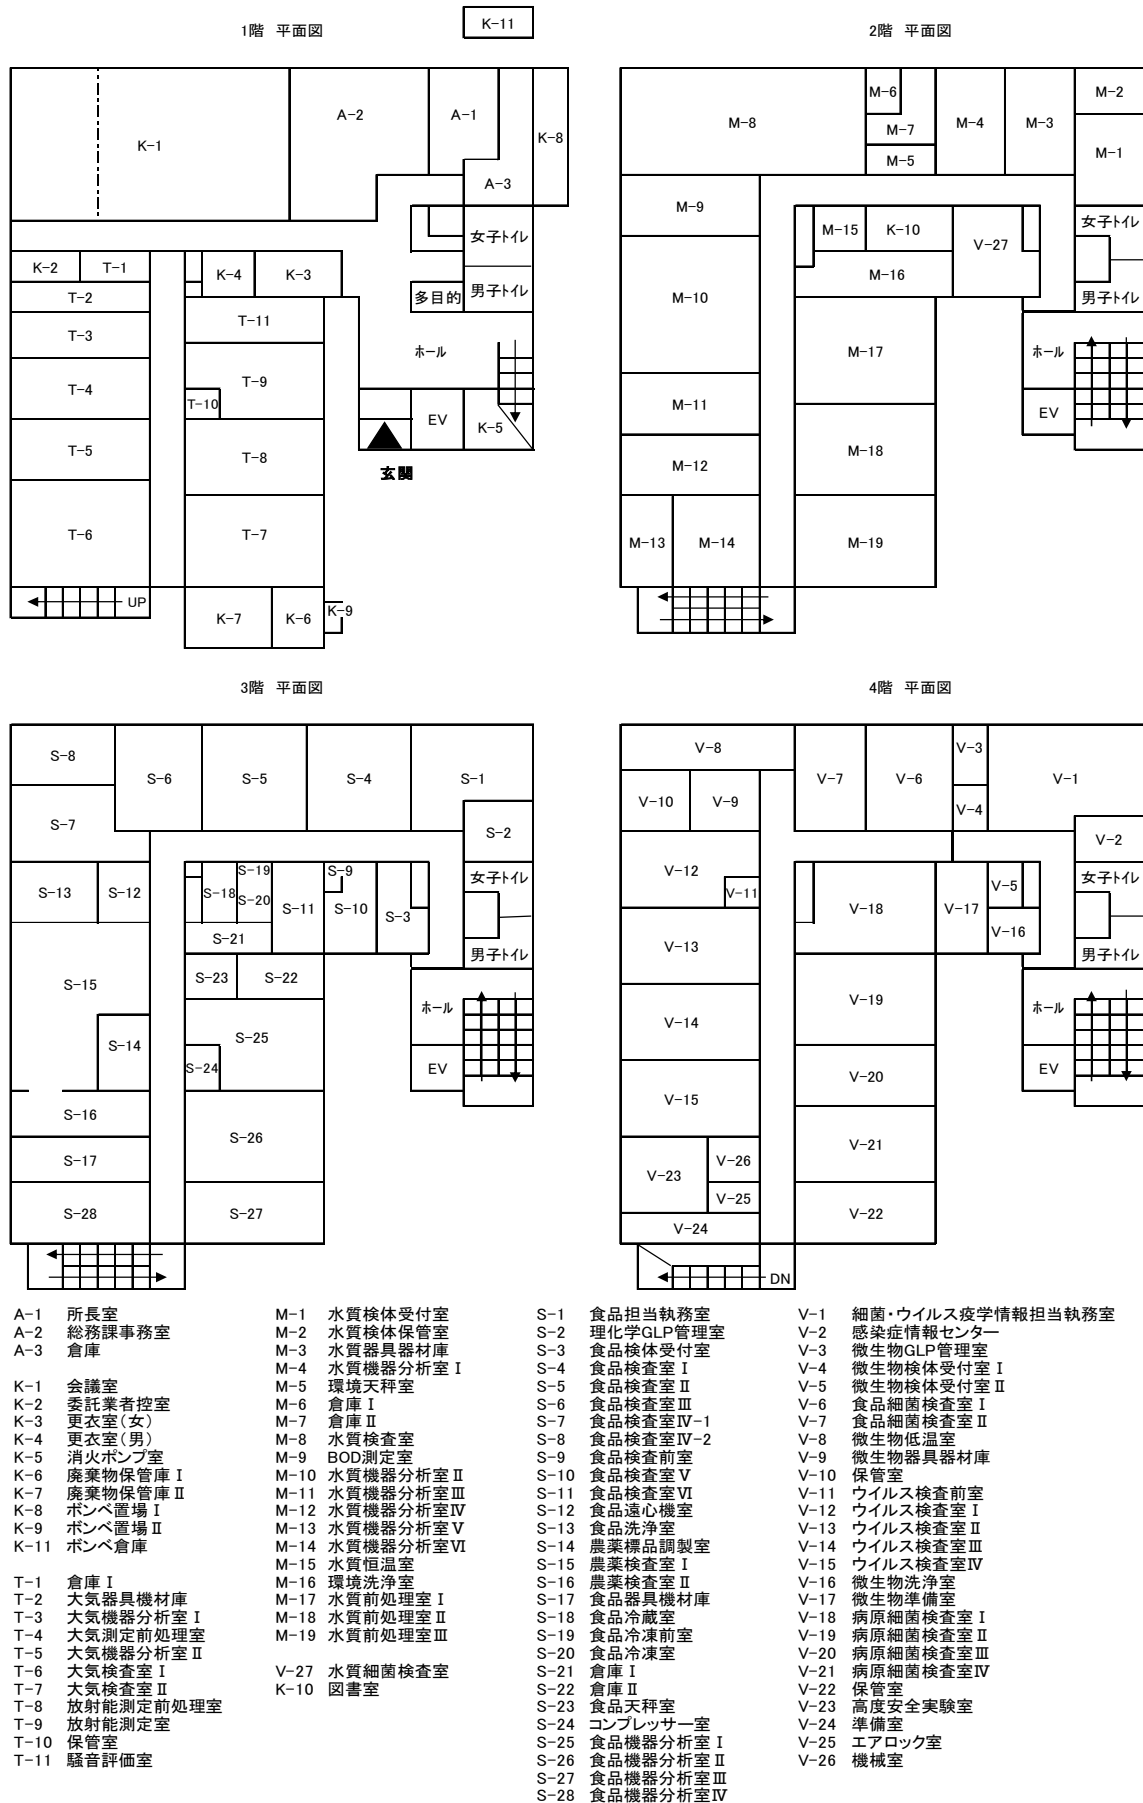 1階 平面図
K-11
K-1
A-2
A-1
K-8
A-3
女子トイレ
K-2
T-1
K-4
K-3
T-2
多目的
男子トイレ
T-3
T-11
ホール
T-4
T-9
T-10
EV
K-5
T-5
T-8
玄関
T-6
T-7
UP
K-7
K-6
K-9
2階 平面図
M-8
M-6
M-7
M-5
M-4
M-3
M-2
M-1
M-9
M-15
K-10
V-27
女子トイレ
M-16
M-10
男子トイレ
M-17
ホール
M-11
EV
M-12
M-18
M-13
M-14
M-19
3階 平面図
S-8
S-6
S-5
S-4
S-1
S-7
S-2
S-13
S-12
S-18
S-19
S-20
S-11
S-9
S-10
S-3
女子トイレ
S-21
男子トイレ
S-15
S-23
S-22
ホール
S-14
S-25
S-24
EV
S-16
S-26
S-17
S-28
S-27
4階 平面図
V-8
V-7
V-6
V-3
V-1
V-10
V-9
V-4
V-2
V-12
V-11
V-18
V-17
V-5
V-16
女子トイレ
V-13
男子トイレ
V-14
V-19
ホール
V-20
EV
V-15
V-23
V-26
V-21
V-25
V-24
V-22
DN
A-1 所長室
A-2 総務課事務室
A-3 倉庫
K-1 会議室
K-2 委託業者控室
K-3 更衣室(女)
K-4 更衣室(男)
K-5 消火ポンプ室
K-6 廃棄物保管庫Ⅰ
K-7 廃棄物保管庫Ⅱ
K-8 ボンベ置場Ⅰ
K-9 ボンベ置場Ⅱ
K-11 ボンベ倉庫
T-1 倉庫Ⅰ
T-2 大気器具機材庫
T-3 大気機器分析室Ⅰ
T-4 大気測定前処理室
T-5 大気機器分析室Ⅱ
T-6 大気検査室Ⅰ
T-7 大気検査室Ⅱ
T-8 放射能測定前処理室
T-9 放射能測定室
T-10 保管室
T-11 騒音評価室
M-1 水質検体受付室
M-2 水質検体保管室
M-3 水質器具器材庫
M-4 水質機器分析室Ⅰ
M-5 環境天秤室
M-6 倉庫Ⅰ
M-7 倉庫Ⅱ
M-8 水質検査室
M-9 BOD測定室
M-10 水質機器分析室Ⅱ
M-11 水質機器分析室Ⅲ
M-12 水質機器分析室Ⅳ
M-13 水質機器分析室Ⅴ
M-14 水質機器分析室Ⅵ
M-15 水質恒温室
M-16 環境洗浄室
M-17 水質前処理室Ⅰ
M-18 水質前処理室Ⅱ
M-19 水質前処理室Ⅲ
V-27 水質細菌検査室
K-10 図書室
S-1 食品担当執務室
S-2 理化学GLP管理室
S-3 食品検体受付室
S-4 食品検査室Ⅰ
S-5 食品検査室Ⅱ
S-6 食品検査室Ⅲ
S-7 食品検査室Ⅳ-1
S-8 食品検査室Ⅳ-2
S-9 食品検査前室
S-10 食品検査室Ⅴ
S-11 食品検査室Ⅵ
S-12 食品遠心機室
S-13 食品洗浄室
S-14 農薬標品調製室
S-15 農薬検査室Ⅰ
S-16 農薬検査室Ⅱ
S-17 食品器具機材庫
S-18 食品冷蔵室
S-19 食品冷凍前室
S-20 食品冷凍室
S-21 倉庫Ⅰ
S-22 倉庫Ⅱ
S-23 食品天秤室
S-24 コンプレッサー室
S-25 食品機器分析室Ⅰ
S-26 食品機器分析室Ⅱ
S-27 食品機器分析室Ⅲ
S-28 食品機器分析室Ⅳ
V-1 細菌・ウイルス疫学情報担当執務室
V-2 感染症情報センター
V-3 微生物GLP管理室
V-4 微生物検体受付室Ⅰ
V-5 微生物検体受付室Ⅱ
V-6 食品細菌検査室Ⅰ
V-7 食品細菌検査室Ⅱ
V-8 微生物低温室
V-9 微生物器具器材庫
V-10 保管室
V-11 ウイルス検査前室
V-12 ウイルス検査室Ⅰ
V-13 ウイルス検査室Ⅱ
V-14 ウイルス検査室Ⅲ
V-15 ウイルス検査室Ⅳ
V-16 微生物洗浄室
V-17 微生物準備室
V-18 病原細菌検査室Ⅰ
V-19 病原細菌検査室Ⅱ
V-20 病原細菌検査室Ⅲ
V-21 病原細菌検査室Ⅳ
V-22 保管室
V-23 高度安全実験室
V-24 準備室
V-25 エアロック室
V-26 機械室